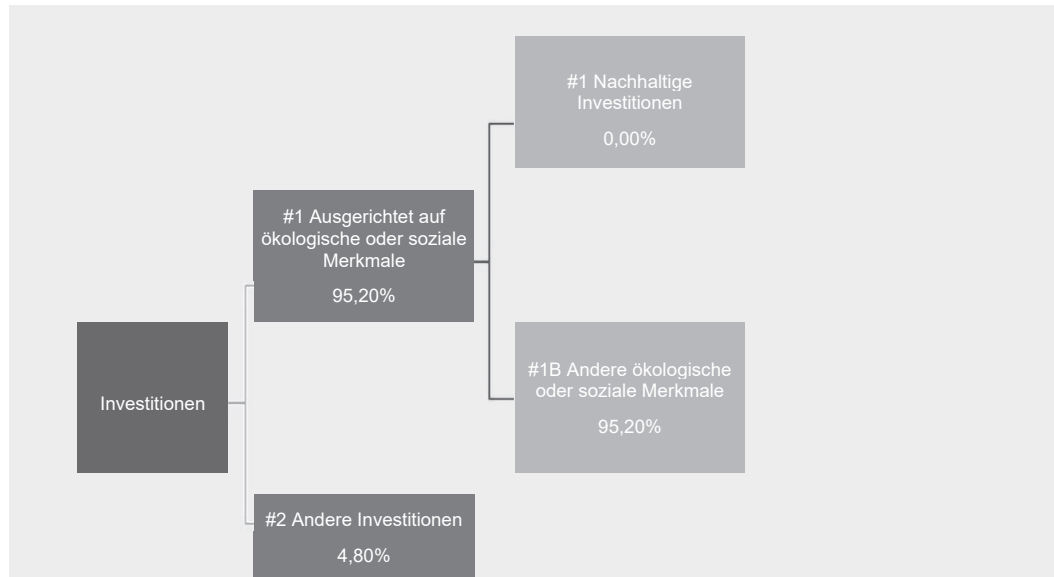 #1 Nachhaltige
Investitionen
0,00%
#1 Ausgerichtet auf
ökologische oder soziale
Merkmale
95,20%
Investitionen
#1B Andere ökologische
oder soziale Merkmale
95,20%
#2 Andere Investitionen
4,80%